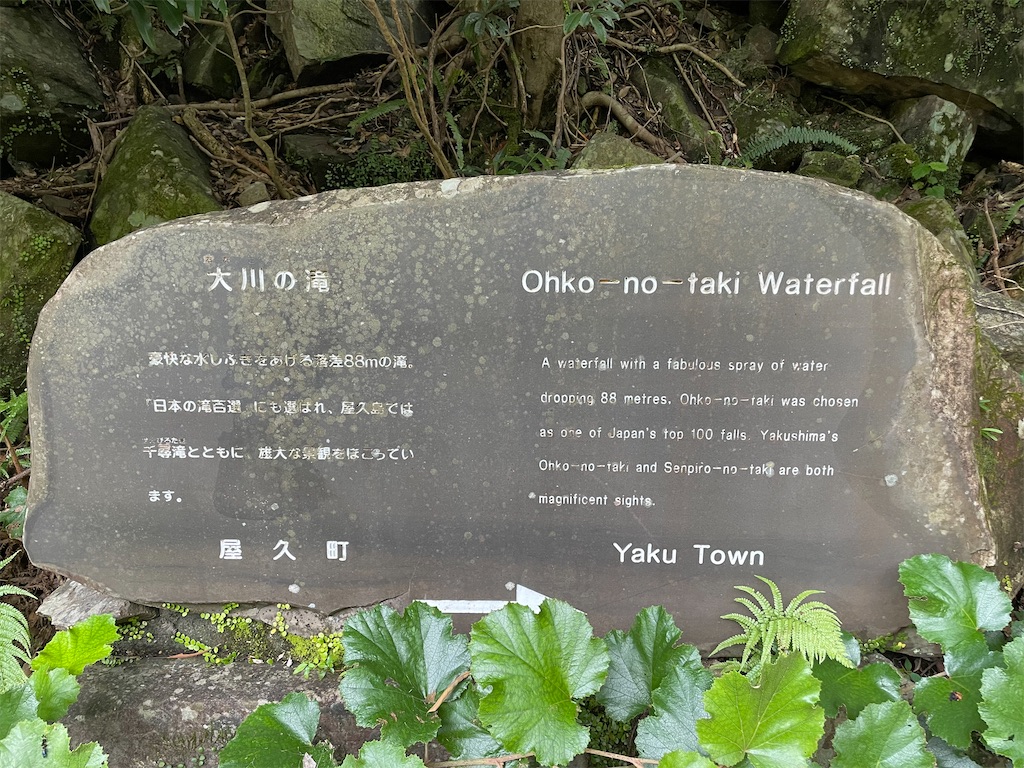 大川の滝
豪快な水しぶきをあげる落差88mの滝。
「日本の滝百選」にも選ばれ、屋久島では
千尋滝とともに、雄大な景観をほこってい
ます。
屋久町
Ohko-no-taki Waterfall
A waterfall with a fabulous spray of water
dropping 88 metres, Ohko-no-taki was chosen
as one of Japan's top 100 falls. Yakushima's
Ohko-no-taki and Senpiro-no-taki are both
magnificent sights.
Yaku Town